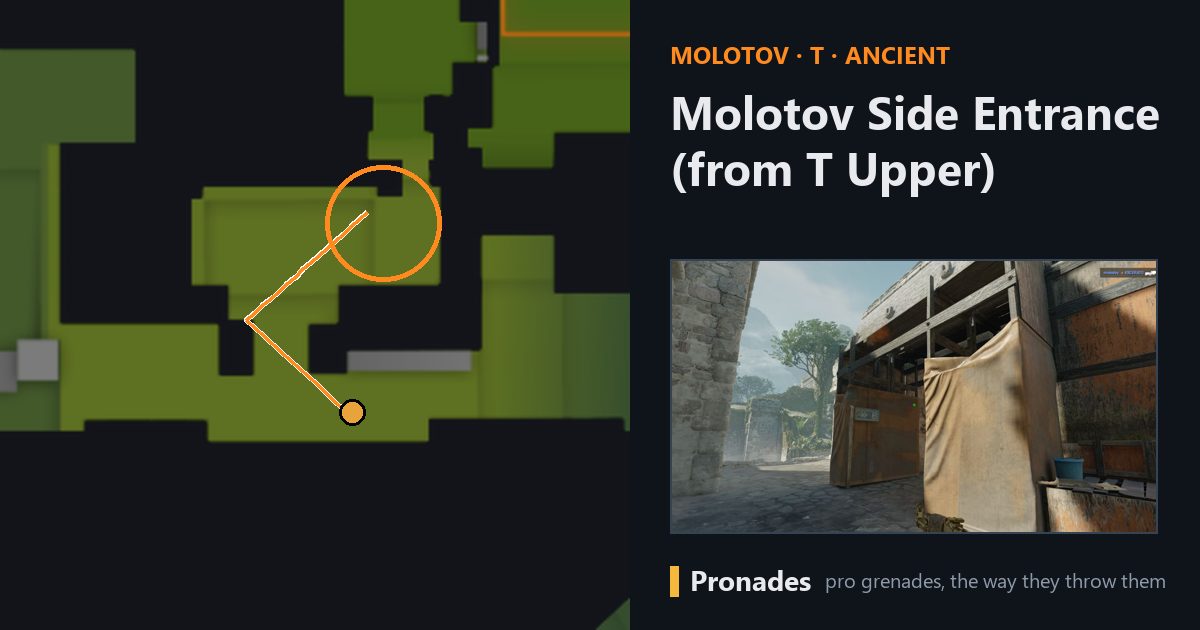 MOLOTOV · T · ANCIENT
Molotov Side Entrance
(from T Upper)
Pronades pro grenades, the way they throw them